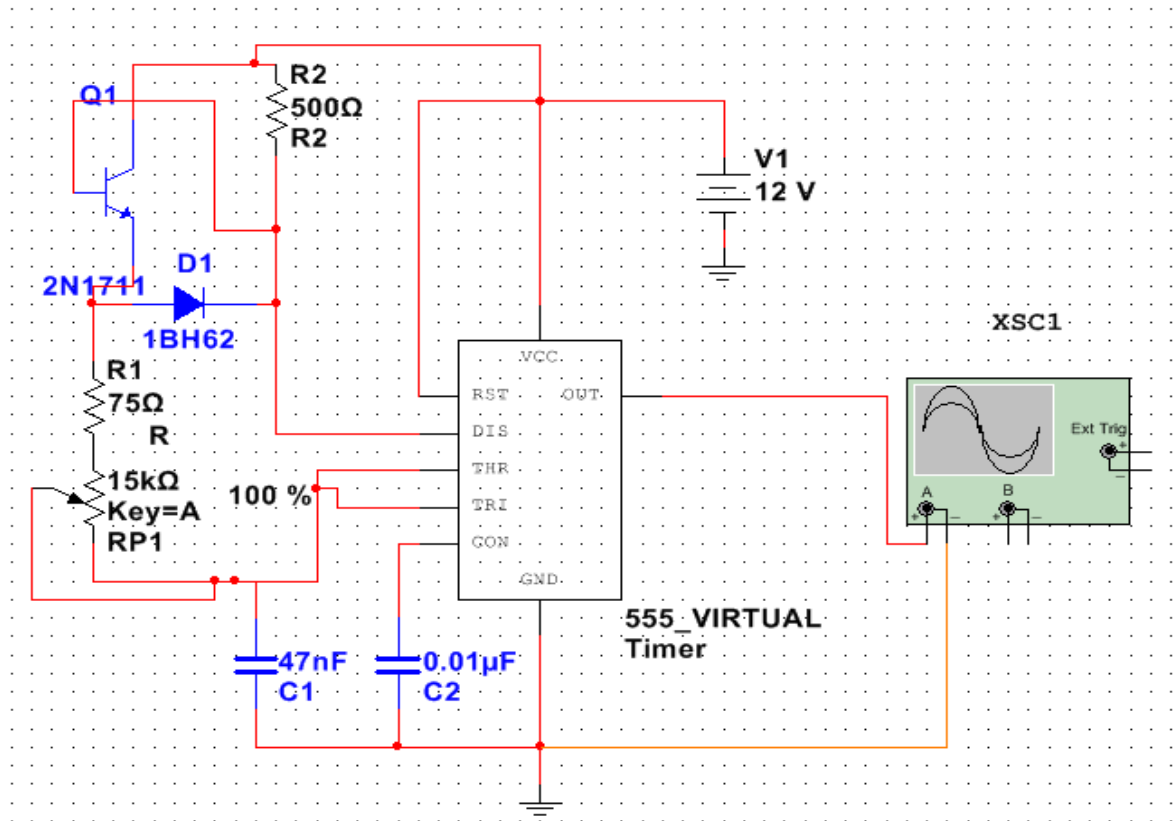 R2
500Ω
R2
Q1
V1
12 V
D1
2N1711
1BH62
XSC1
VCC
R1
75Ω
RST
OUT
R
DIS
Ext Trig
+
–
15kΩ
100 %
THR
Key=A
TRI
A
B
+
–
+
–
RP1
CON
GND
555_VIRTUAL
Timer
47nF
0.01µF
C1
C2